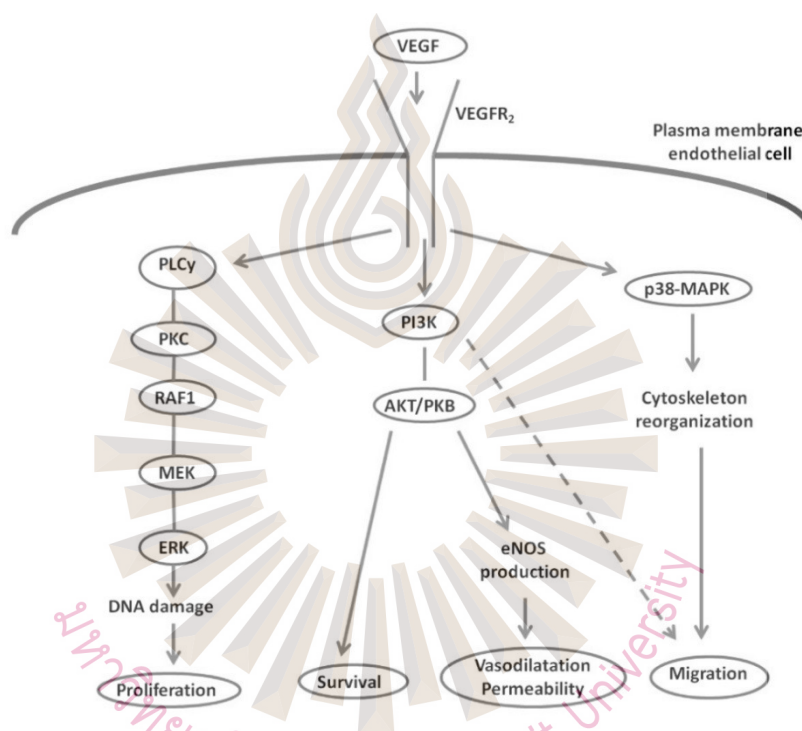 VEGF
VEGFR2
Plasma membrane
endothelial cell
PLCγ
PI3K
p38-MAPK
PKC
RAF1
AKT/PKB
Cytoskeleton
reorganization
MEK
ERK
eNOS
production
DNA damage
Proliferation
Survival
Vasodilatation
Permeability
Migration
University